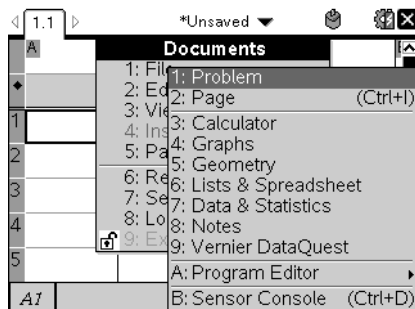 1.1 *Unsaved
A
Documents
1: File
1: Problem
2: Ed
2: Page (Ctrl+I)
3: Vie
3: Calculator
4: Ins
4: Graphs
5: Pa
5: Geometry
6: Re
6: Lists & Spreadsheet
7: Se
7: Data & Statistics
8: Lo
8: Notes
9: Ex
9: Vernier DataQuest
A: Program Editor
B: Sensor Console (Ctrl+D)
1
2
3
4
5
A1